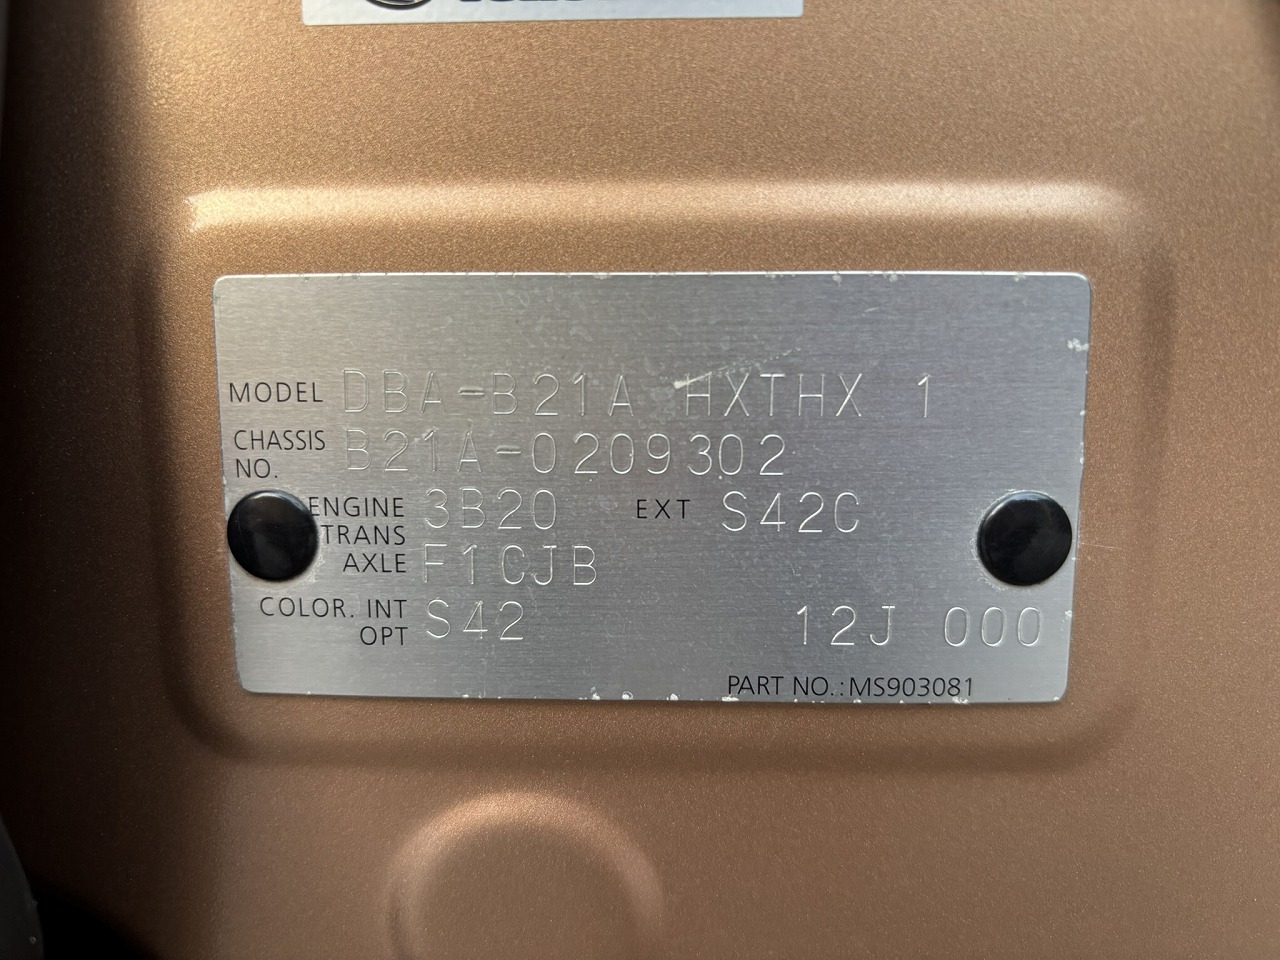 MODEL DBA-B21A HXTHX 1
CHASSIS NO. B21A-0209302
ENGINE 3B20 EXT S42C
TRANS AXLE F1CJB
COLOR. INT OPT S42 12J 000
PART NO.:MS903081